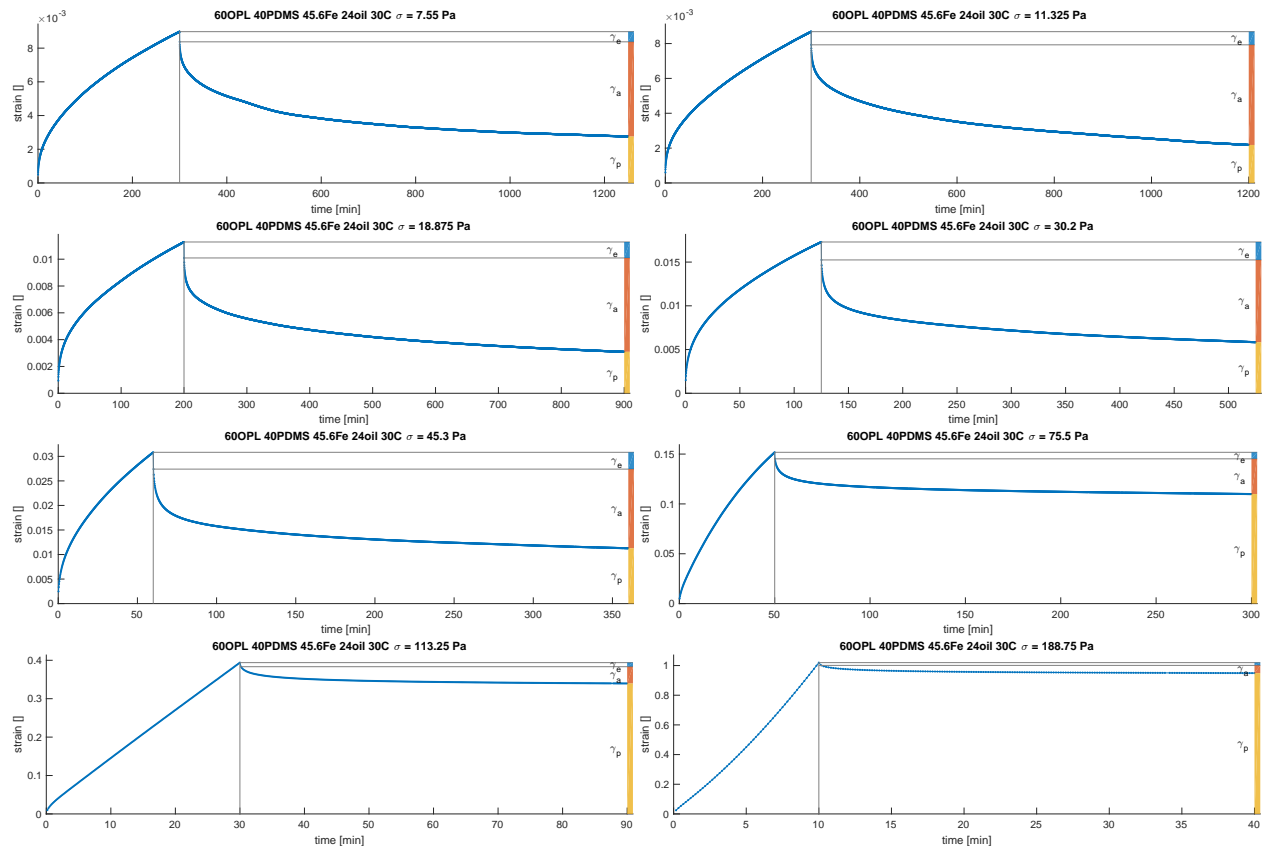 60OPL 40PDMS 45.6Fe 24oil 30C σ = 7.55 Pa
×10⁻³
8
6
4
2
0
strain []
γe
γa
γp
0 200 400 600 800 1000 1200
time [min]
60OPL 40PDMS 45.6Fe 24oil 30C σ = 11.325 Pa
×10⁻³
8
6
4
2
0
strain []
γe
γa
γp
0 200 400 600 800 1000 1200
time [min]
60OPL 40PDMS 45.6Fe 24oil 30C σ = 18.875 Pa
0.01
0.008
0.006
0.004
0.002
0
strain []
γe
γa
γp
0 100 200 300 400 500 600 700 800 900
time [min]
60OPL 40PDMS 45.6Fe 24oil 30C σ = 30.2 Pa
0.015
0.01
0.005
0
strain []
γe
γa
γp
0 50 100 150 200 250 300 350 400 450 500
time [min]
60OPL 40PDMS 45.6Fe 24oil 30C σ = 45.3 Pa
0.03
0.025
0.02
0.015
0.01
0.005
0
strain []
γe
γa
γp
0 50 100 150 200 250 300 350
time [min]
60OPL 40PDMS 45.6Fe 24oil 30C σ = 75.5 Pa
0.15
0.1
0.05
0
strain []
γe
γa
γp
0 50 100 150 200 250 300
time [min]
60OPL 40PDMS 45.6Fe 24oil 30C σ = 113.25 Pa
0.4
0.3
0.2
0.1
0
strain []
γe
γa
γp
0 10 20 30 40 50 60 70 80 90
time [min]
60OPL 40PDMS 45.6Fe 24oil 30C σ = 188.75 Pa
1
0.8
0.6
0.4
0.2
0
strain []
γa
γp
0 5 10 15 20 25 30 35 40
time [min]